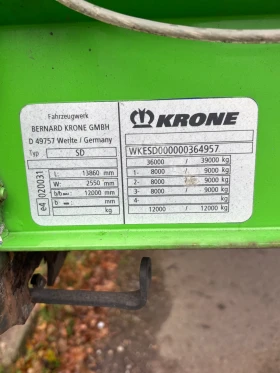 KRONE
Fahrzeugwerk
BERNARD KRONE GMBH
D 49757 Werlte / Germany
Typ SD
L: 13860 mm
W: 2550 mm
b/b= 12000 mm
b= mm
kg
e4 020031
KRONE
WKESD000000364957
36000 / 39000 kg
1- 8000 / 9000 kg
2- 8000 / 9000 kg
3- 8000 / 9000 kg
4- kg
12000 / 12000 kg